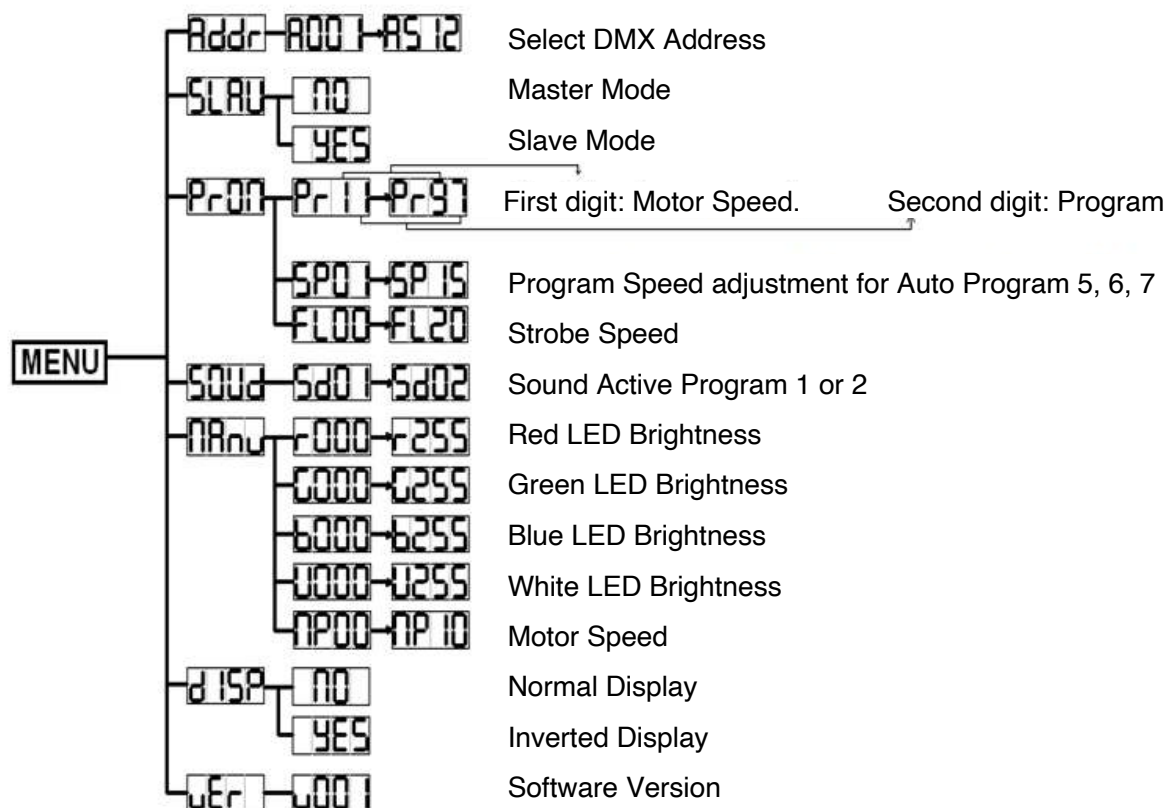 Addr A001 AS12 Select DMX Address
SLAU NO Master Mode
YES Slave Mode
PrON Pr11 Pr97 First digit: Motor Speed. Second digit: Program
SP01 SP15 Program Speed adjustment for Auto Program 5, 6, 7
FL00 FL20 Strobe Speed
MENU
SOUd Sd01 Sd02 Sound Active Program 1 or 2
MAnu r000 r255 Red LED Brightness
G000 G255 Green LED Brightness
b000 b255 Blue LED Brightness
U000 U255 White LED Brightness
MP00 MP10 Motor Speed
dISP NO Normal Display
YES Inverted Display
vEr v001 Software Version